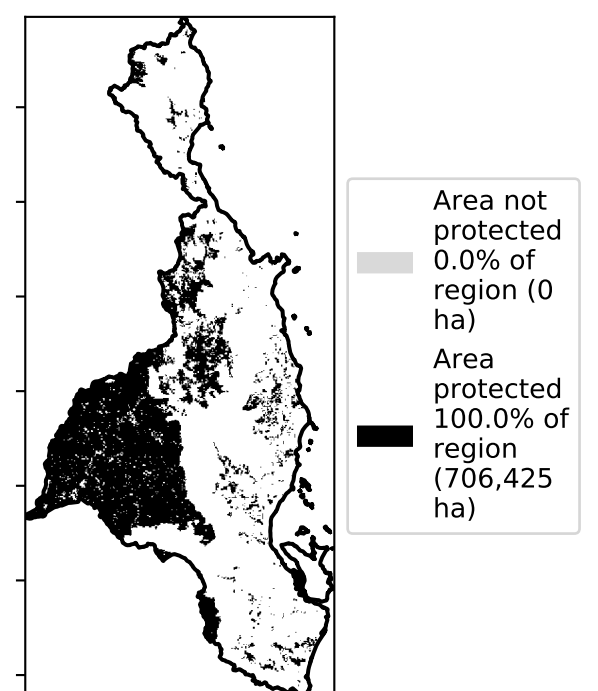 Area not
protected
0.0% of
region (0
ha)
Area
protected
100.0% of
region
(706,425
ha)